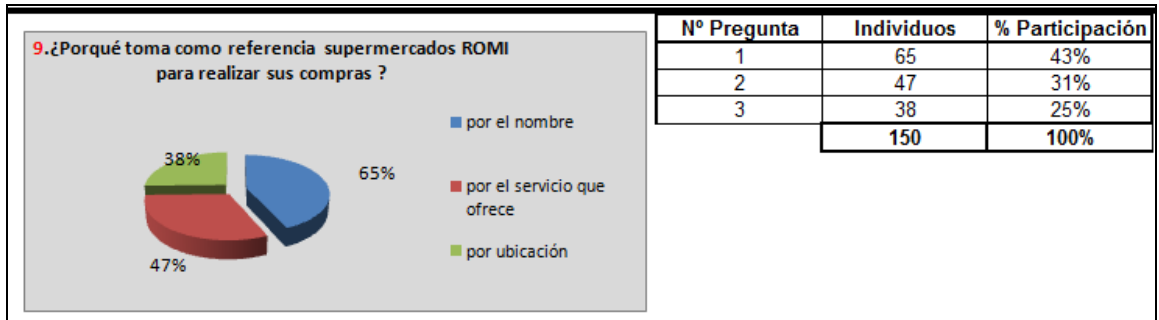 9.¿Porqué toma como referencia supermercados ROMI
para realizar sus compras ?
38%
65%
47%
por el nombre
por el servicio que
ofrece
por ubicación
Nº Pregunta Individuos % Participación
1 65 43%
2 47 31%
3 38 25%
150 100%